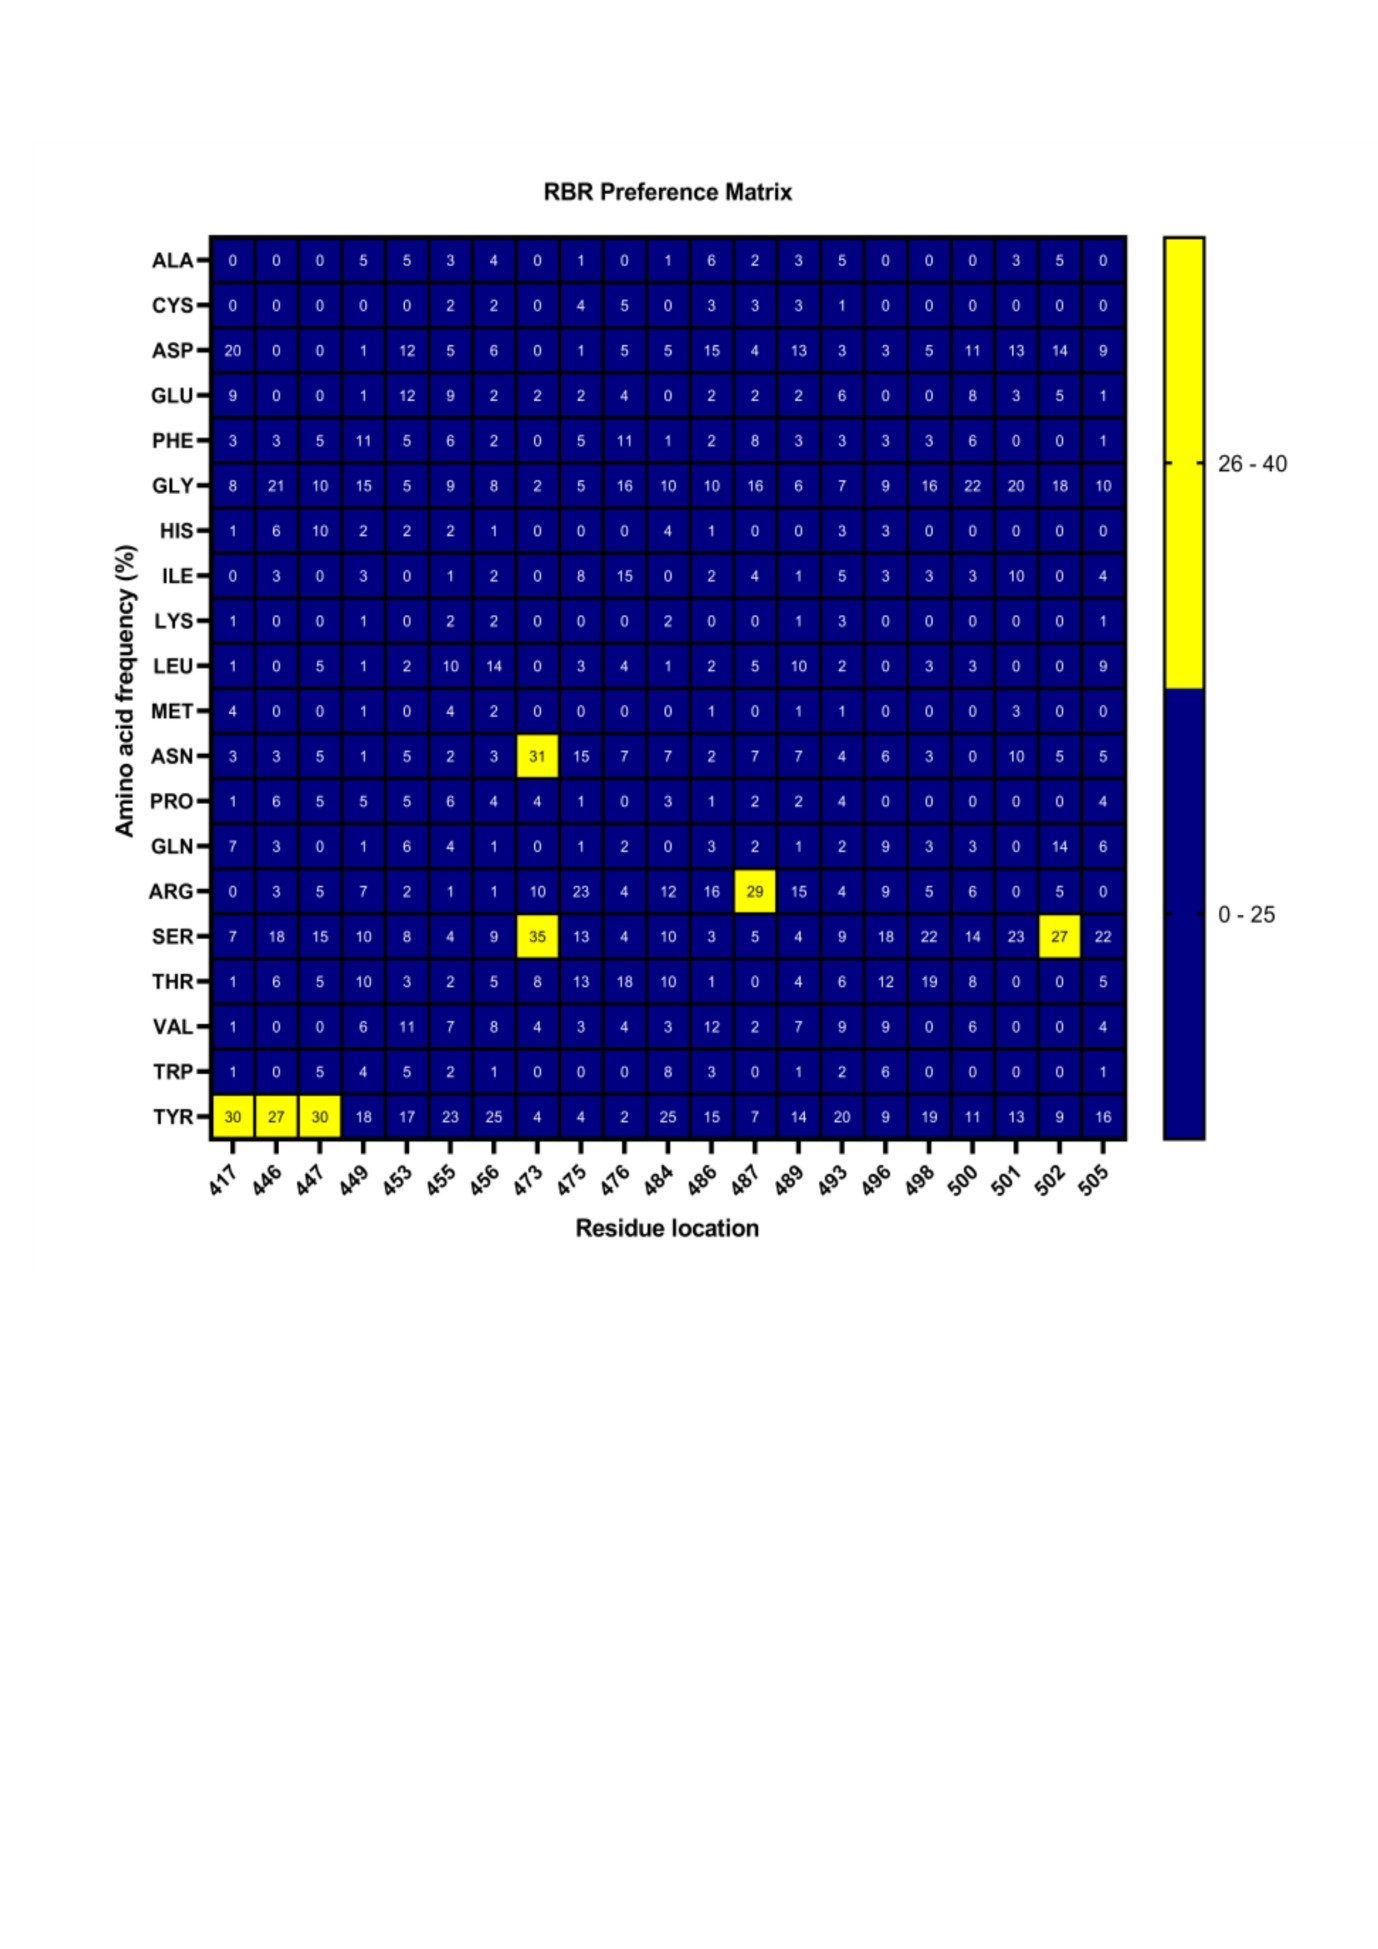 RBR Preference Matrix
ALA 0 0 0 5 5 3 4 0 1 0 1 6 2 3 5 0 0 0 3 5 0
CYS 0 0 0 0 0 2 2 0 4 5 0 3 3 3 1 0 0 0 0 0 0
ASP 20 0 0 1 12 5 6 0 1 5 5 15 4 13 3 3 5 11 13 14 9
GLU 9 0 0 1 12 9 2 2 2 4 0 2 2 2 6 0 0 8 3 5 1
PHE 3 3 5 11 5 6 2 0 5 11 1 2 8 3 3 3 3 6 0 0 1
26 - 40
GLY 8 21 10 15 5 9 8 2 5 16 10 10 16 6 7 9 16 22 20 18 10
HIS 1 6 10 2 2 2 1 0 0 0 4 1 0 0 3 3 0 0 0 0 0
ILE 0 3 0 3 0 1 2 0 8 15 0 2 4 1 5 3 3 3 10 0 4
LYS 1 0 0 1 0 2 2 0 0 0 2 0 0 1 3 0 0 0 0 0 1
LEU 1 0 5 1 2 10 14 0 3 4 1 2 5 10 2 0 3 3 0 0 9
Amino acid frequency (%)
MET 4 0 0 1 0 4 2 0 0 0 0 1 0 1 1 0 0 0 3 0 0
ASN 3 3 5 1 5 2 3 31 15 7 7 2 7 7 4 6 3 0 10 5 5
PRO 1 6 5 5 5 6 4 4 1 0 3 1 2 2 4 0 0 0 0 0 4
GLN 7 3 0 1 6 4 1 0 1 2 0 3 2 1 2 9 3 3 0 14 6
ARG 0 3 5 7 2 1 1 10 23 4 12 16 29 15 4 9 5 6 0 5 0
0 - 25
SER 7 18 15 10 8 4 9 35 13 4 10 3 5 4 9 18 22 14 23 27 22
THR 1 6 5 10 3 2 5 8 13 18 10 1 0 4 6 12 19 8 0 0 5
VAL 1 0 0 6 11 7 8 4 3 4 3 12 2 7 9 9 0 6 0 0 4
TRP 1 0 5 4 5 2 1 0 0 0 8 3 0 1 2 6 0 0 0 0 1
TYR 30 27 30 18 17 23 25 4 4 2 25 15 7 14 20 9 19 11 13 9 16
417 446 447 449 453 455 456 473 475 476 484 486 487 489 493 496 498 500 501 502 505
Residue location